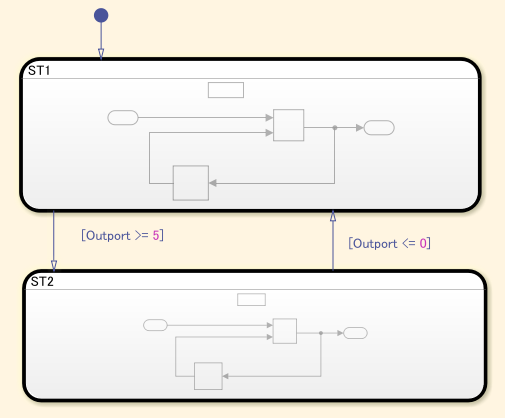 ST1
[Outport >= 5]
[Outport <= 0]
ST2